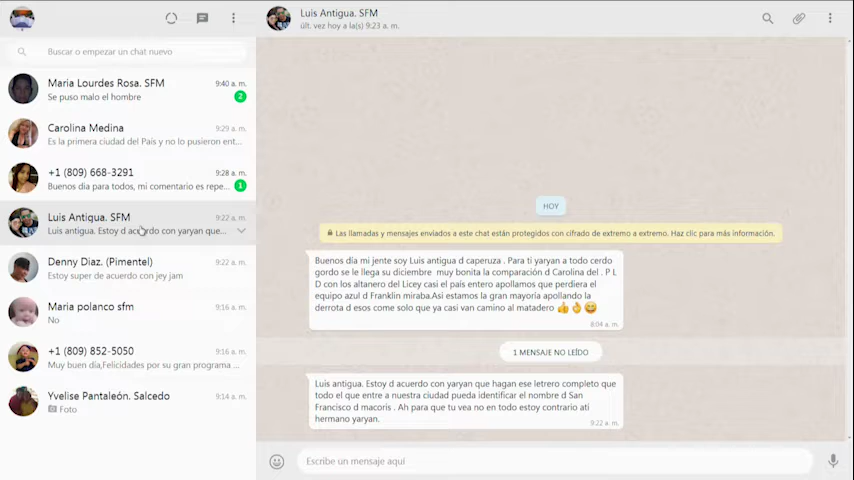 Buscar o empezar un chat nuevo
Maria Lourdes Rosa. SFM
9:40 a. m.
Se puso malo el hombre
2
Carolina Medina
9:29 a. m.
Es la primera ciudad del País y no lo pusieron ent...
+1 (809) 668-3291
9:28 a. m.
Buenos dia para todos, mi comentario es repe...
1
Luis Antigua. SFM
9:22 a. m.
Luis antigua. Estoy d acuerdo con yaryan que...
Denny Diaz. (Pimentel)
9:22 a. m.
Estoy super de acuerdo con jey jam
Maria polanco sfm
9:16 a. m.
No
+1 (809) 852-5050
9:16 a. m.
Muy buen día,Felicidades por su gran programa ...
Yvelise Pantaleón. Salcedo
9:14 a. m.
Foto
Luis Antigua. SFM
últ. vez hoy a la(s) 9:23 a. m.
HOY
Las llamadas y mensajes enviados a este chat están protegidos con cifrado de extremo a extremo. Haz clic para más información.
Buenos día mi jente soy Luis antigua d caperuza . Para ti yaryan a todo cerdo
gordo se le llega su diciembre  muy bonita la comparación d Carolina del . P L
D con los altanero del Licey casi el país entero apollamos que perdiera el
equipo azul d Franklin miraba.Asi estamos la gran mayoria apollando la
derrota d esos come solo que ya casi van camino al matadero 👍👌😄
8:04 a. m.
1 MENSAJE NO LEÍDO
Luis antigua. Estoy d acuerdo con yaryan que hagan ese letrero completo que
todo el que entre a nuestra ciudad pueda identificar el nombre d San
Francisco d macoris . Ah para que tu vea no en todo estoy contrario atí
hermano yaryan.
9:22 a. m.
Escribe un mensaje aquí